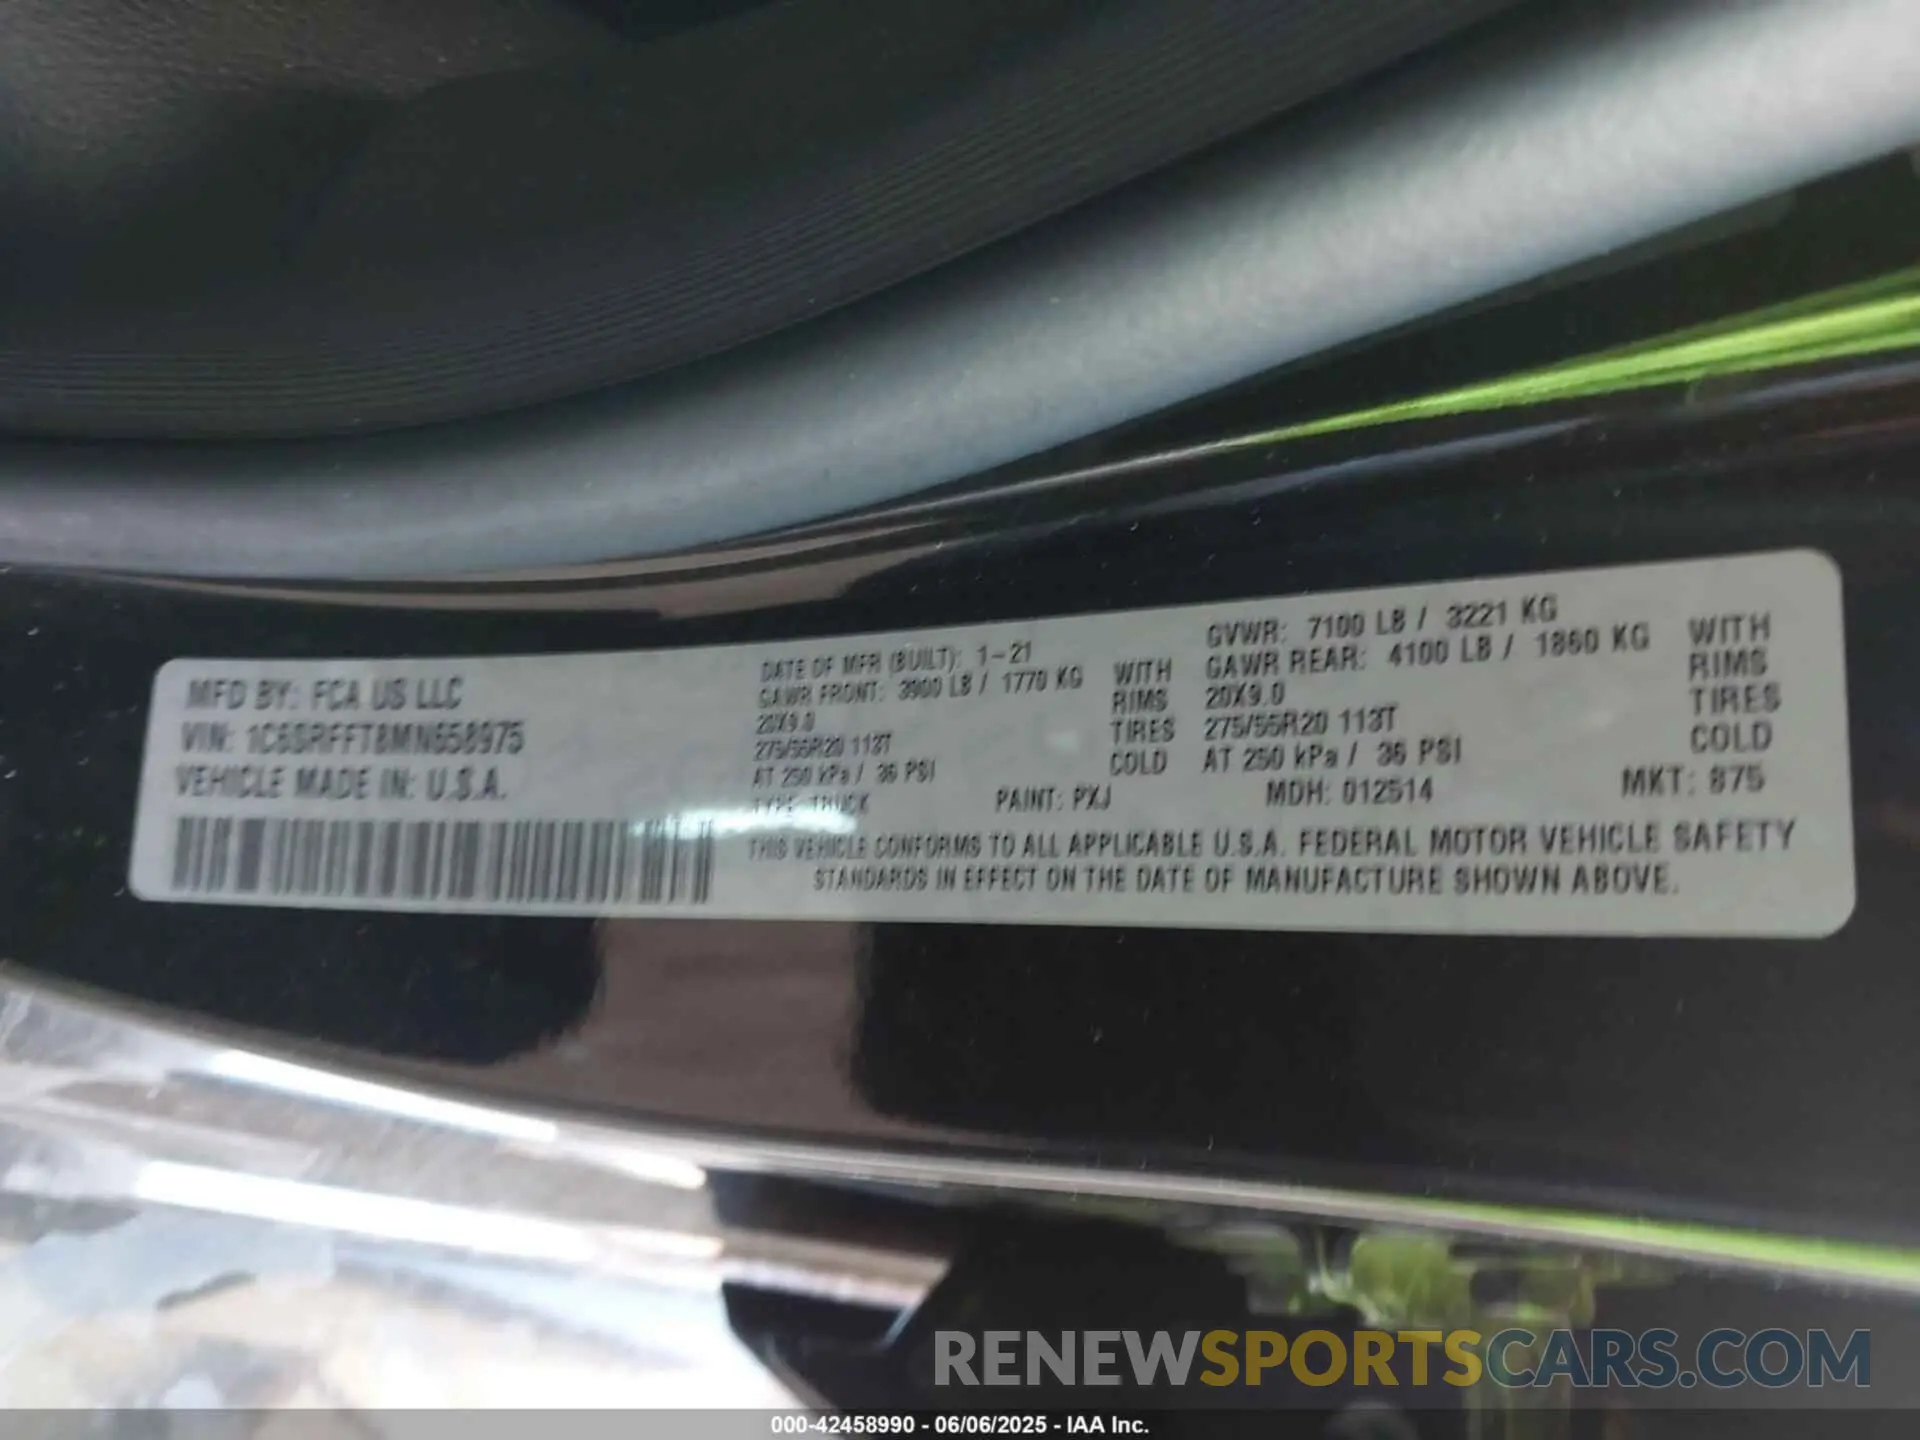 MFD BY: FCA US LLC
VIN: 1C6SRFFT8MN658975
VEHICLE MADE IN: U.S.A.
DATE OF MFR (BUILT): 1-21
GAWR FRONT: 3900 LB / 1770 KG WITH
20X9.0 RIMS
275/55R20 113T TIRES
AT 250 kPa / 36 PSI COLD
TYPE: TRUCK PAINT: PXJ MDH: 012514 MKT: 875
GVWR: 7100 LB / 3221 KG
GAWR REAR: 4100 LB / 1860 KG WITH
20X9.0 RIMS
275/55R20 113T TIRES
AT 250 kPa / 36 PSI COLD
THIS VEHICLE CONFORMS TO ALL APPLICABLE U.S.A. FEDERAL MOTOR VEHICLE SAFETY
STANDARDS IN EFFECT ON THE DATE OF MANUFACTURE SHOWN ABOVE.
RENEWSPORTSCARS.COM
000-42458990 - 06/06/2025 - IAA Inc.